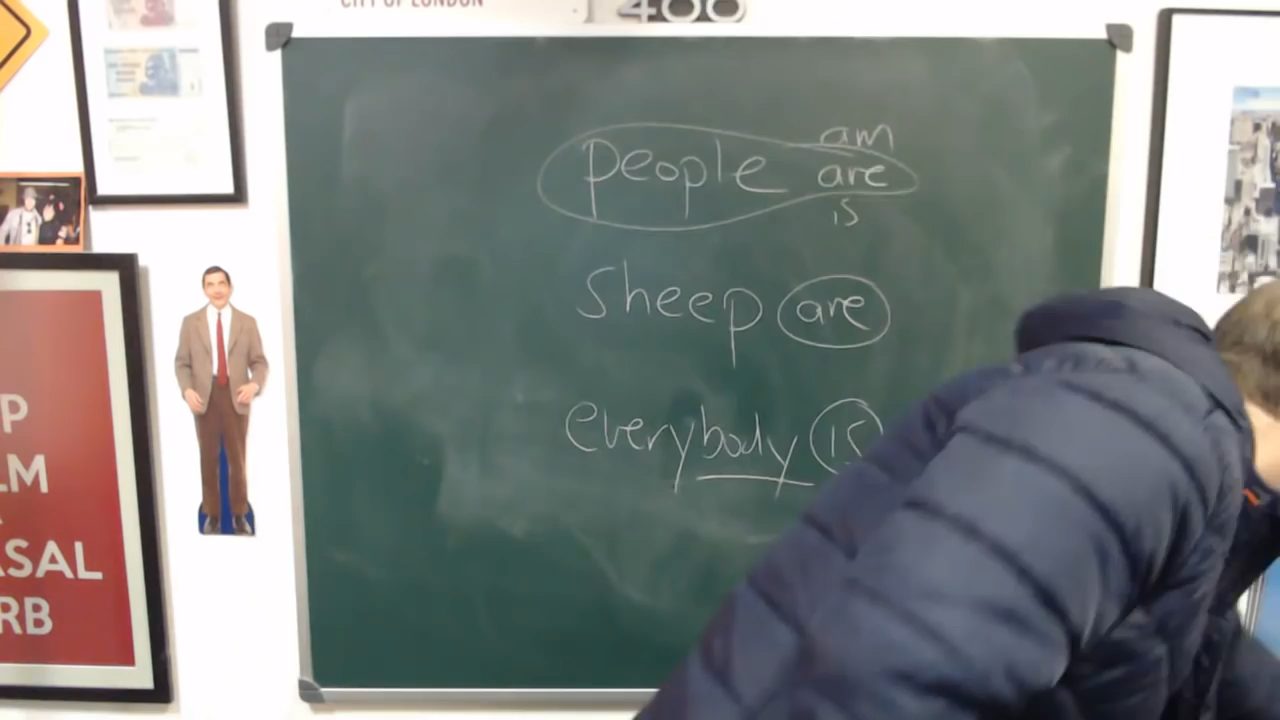 CITY OF LONDON
400
am
people are
is
sheep are
everybody is
P
LM
ASAL
RB